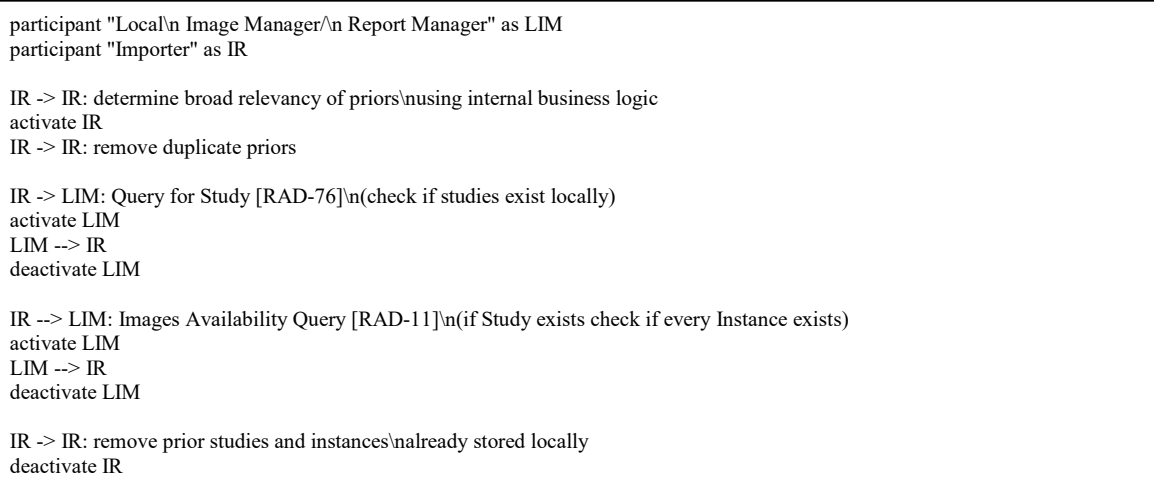 participant "Local\n Image Manager/\n Report Manager" as LIM
participant "Importer" as IR
IR -> IR: determine broad relevancy of priors\nusing internal business logic
activate IR
IR -> IR: remove duplicate priors
IR -> LIM: Query for Study [RAD-76]\n(check if studies exist locally)
activate LIM
LIM --> IR
deactivate LIM
IR --> LIM: Images Availability Query [RAD-11]\n(if Study exists check if every Instance exists)
activate LIM
LIM --> IR
deactivate LIM
IR -> IR: remove prior studies and instances\nalready stored locally
deactivate IR